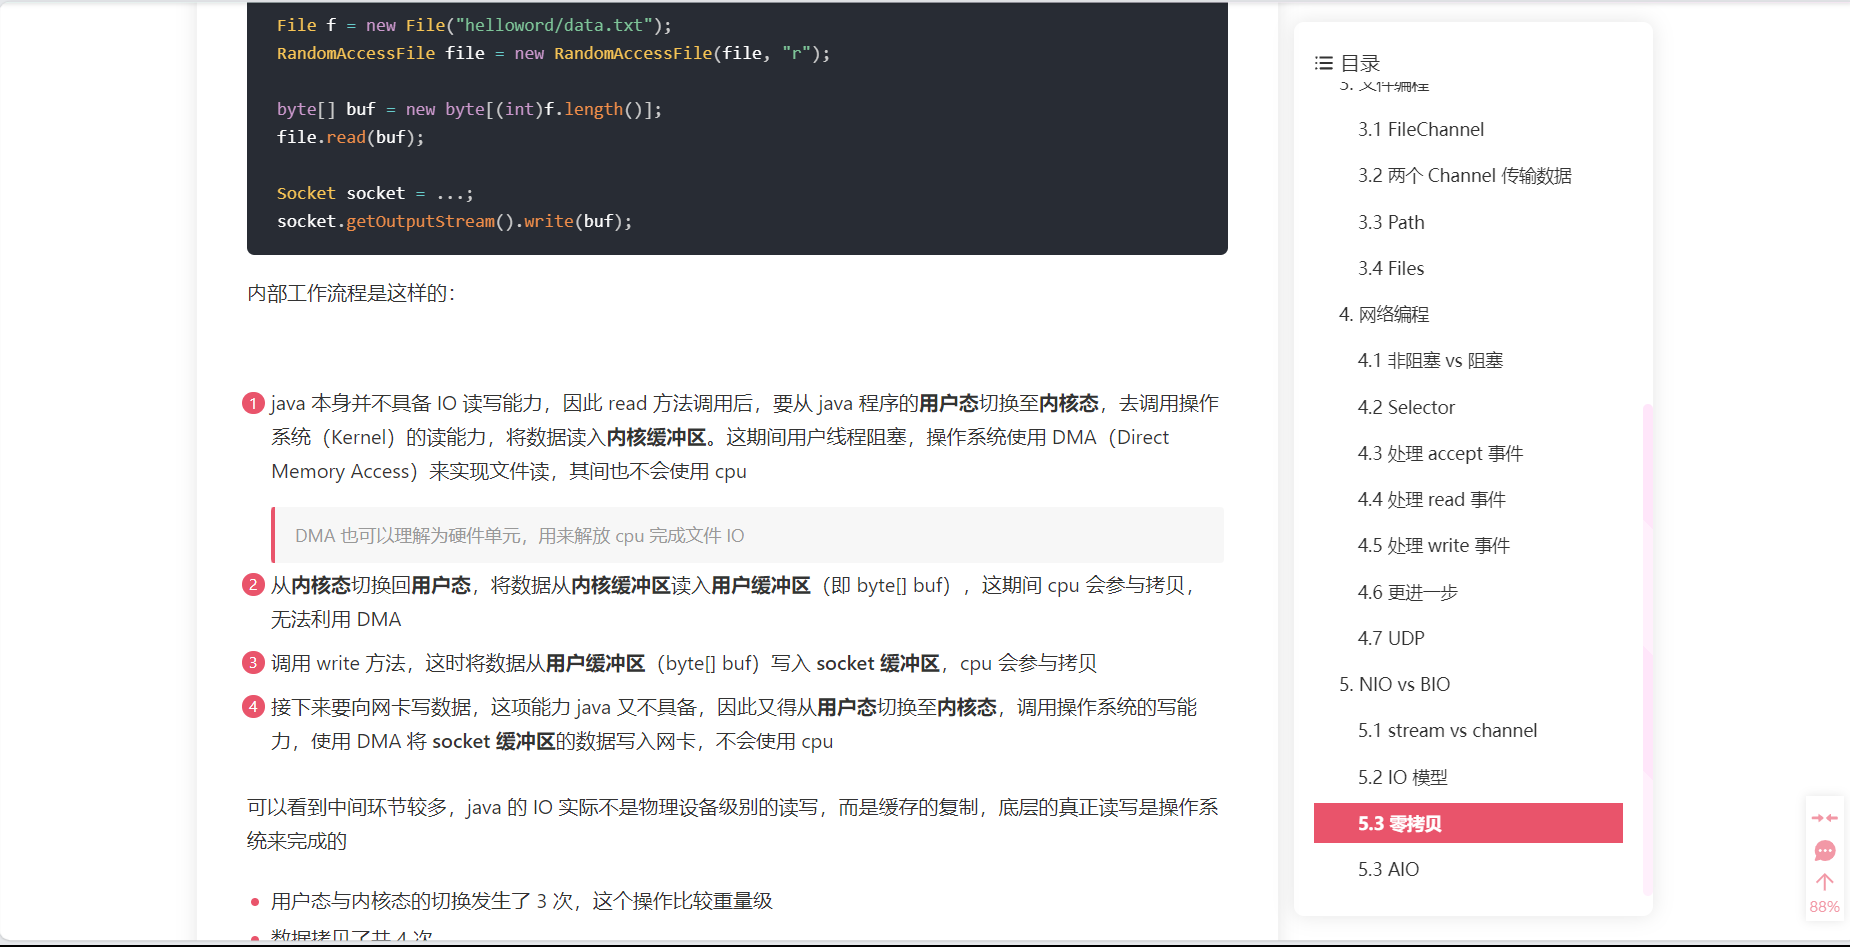 File f = new File("helloword/data.txt");
RandomAccessFile file = new RandomAccessFile(file, "r");
byte[] buf = new byte[(int)f.length()];
file.read(buf);
Socket socket = ...;
socket.getOutputStream().write(buf);
内部工作流程是这样的：
1 java 本身并不具备 IO 读写能力，因此 read 方法调用后，要从 java 程序的用户态切换至内核态，去调用操作
系统（Kernel）的读能力，将数据读入内核缓冲区。这期间用户线程阻塞，操作系统使用 DMA（Direct
Memory Access）来实现文件读，其间也不会使用 cpu
DMA 也可以理解为硬件单元，用来解放 cpu 完成文件 IO
2 从内核态切换回用户态，将数据从内核缓冲区读入用户缓冲区（即 byte[] buf），这期间 cpu 会参与拷贝，
无法利用 DMA
3 调用 write 方法，这时将数据从用户缓冲区（byte[] buf）写入 socket 缓冲区，cpu 会参与拷贝
4 接下来要向网卡写数据，这项能力 java 又不具备，因此又得从用户态切换至内核态，调用操作系统的写能
力，使用 DMA 将 socket 缓冲区的数据写入网卡，不会使用 cpu
可以看到中间环节较多，java 的 IO 实际不是物理设备级别的读写，而是缓存的复制，底层的真正读写是操作系
统来完成的
• 用户态与内核态的切换发生了 3 次，这个操作比较重量级
• 数据拷贝了共 4 次
目录
3. 文件编程
3.1 FileChannel
3.2 两个 Channel 传输数据
3.3 Path
3.4 Files
4. 网络编程
4.1 非阻塞 vs 阻塞
4.2 Selector
4.3 处理 accept 事件
4.4 处理 read 事件
4.5 处理 write 事件
4.6 更进一步
4.7 UDP
5. NIO vs BIO
5.1 stream vs channel
5.2 IO 模型
5.3 零拷贝
5.3 AIO
88%